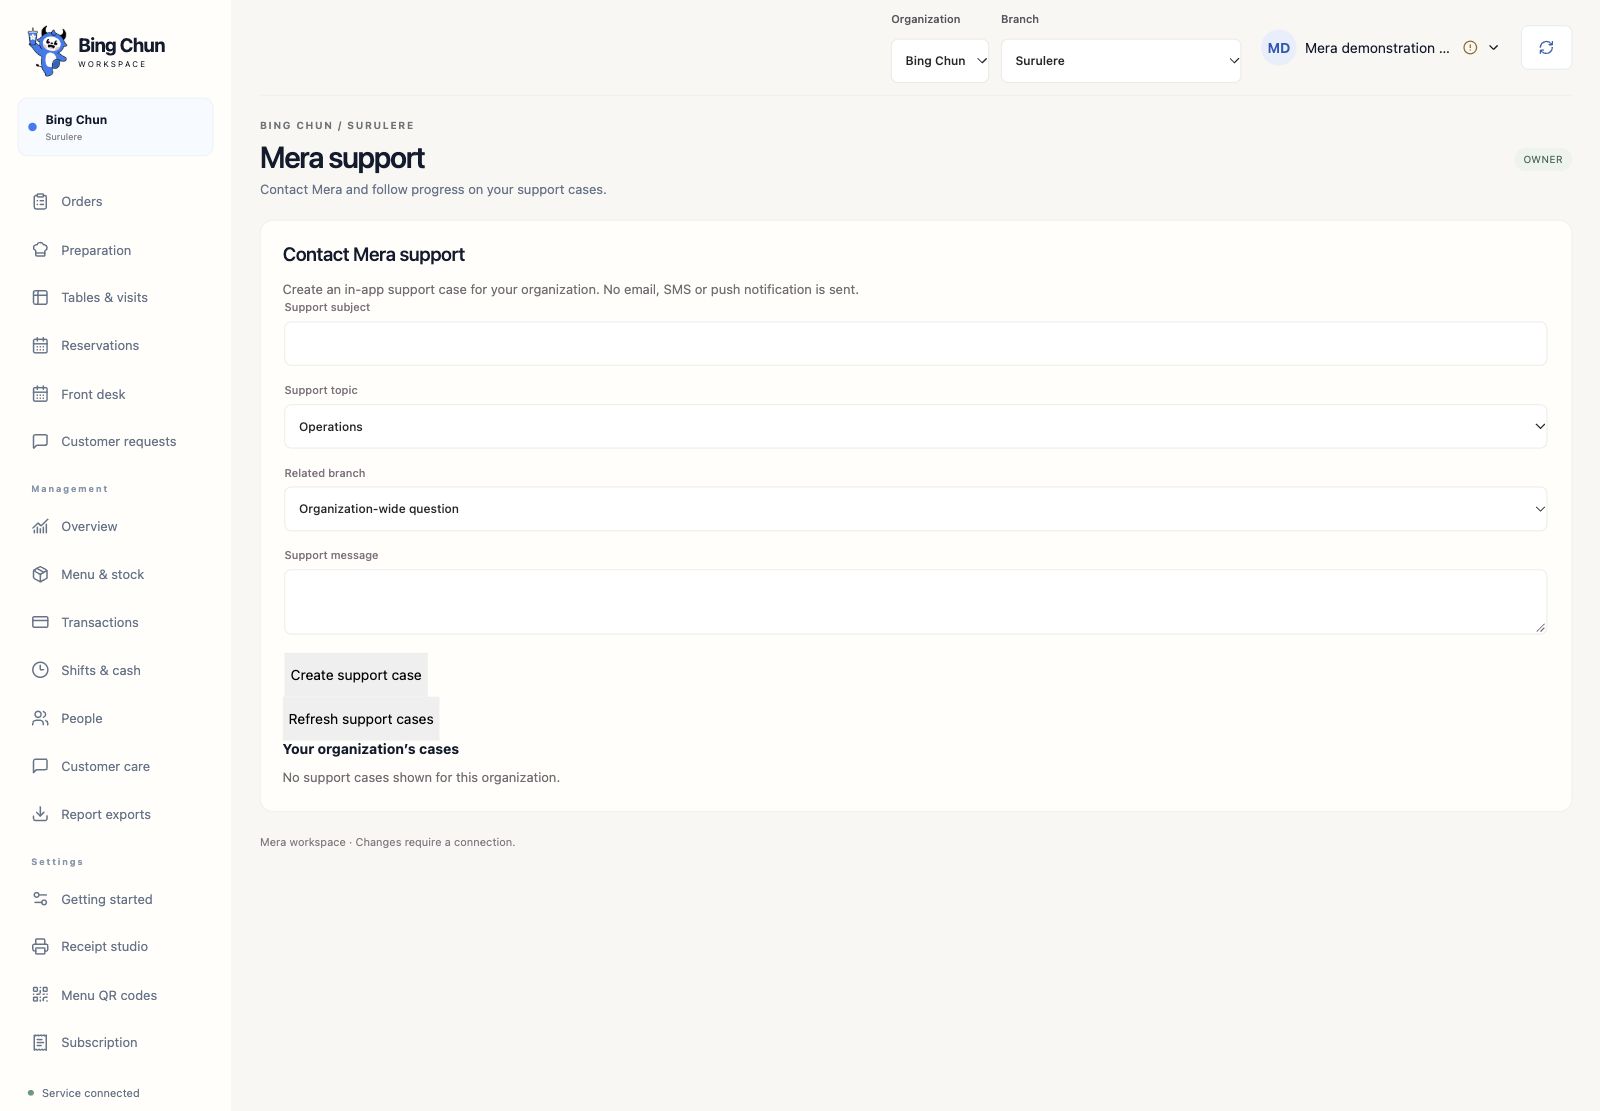 Bing Chun
WORKSPACE
Bing Chun
Surulere
Orders
Preparation
Tables & visits
Reservations
Front desk
Customer requests
Management
Overview
Menu & stock
Transactions
Shifts & cash
People
Customer care
Report exports
Settings
Getting started
Receipt studio
Menu QR codes
Subscription
Service connected
Organization
Bing Chun
Branch
Surulere
MD
Mera demonstration ...
BING CHUN / SURULERE
Mera support
OWNER
Contact Mera and follow progress on your support cases.
Contact Mera support
Create an in-app support case for your organization. No email, SMS or push notification is sent.
Support subject
Support topic
Operations
Related branch
Organization-wide question
Support message
Create support case
Refresh support cases
Your organization’s cases
No support cases shown for this organization.
Mera workspace · Changes require a connection.